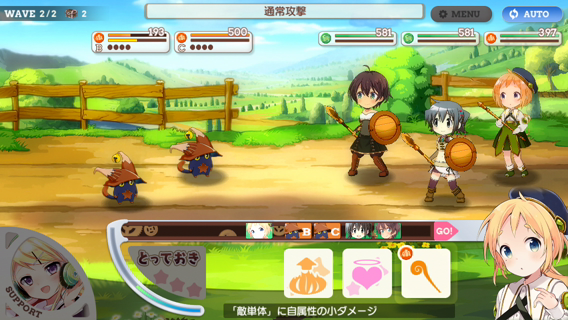 WAVE 2/2 2
通常攻撃
MENU
AUTO
193
B
500
C
581
581
397
B C GO!
とっておき
SUPPORT
「敵単体」に自属性の小ダメージ